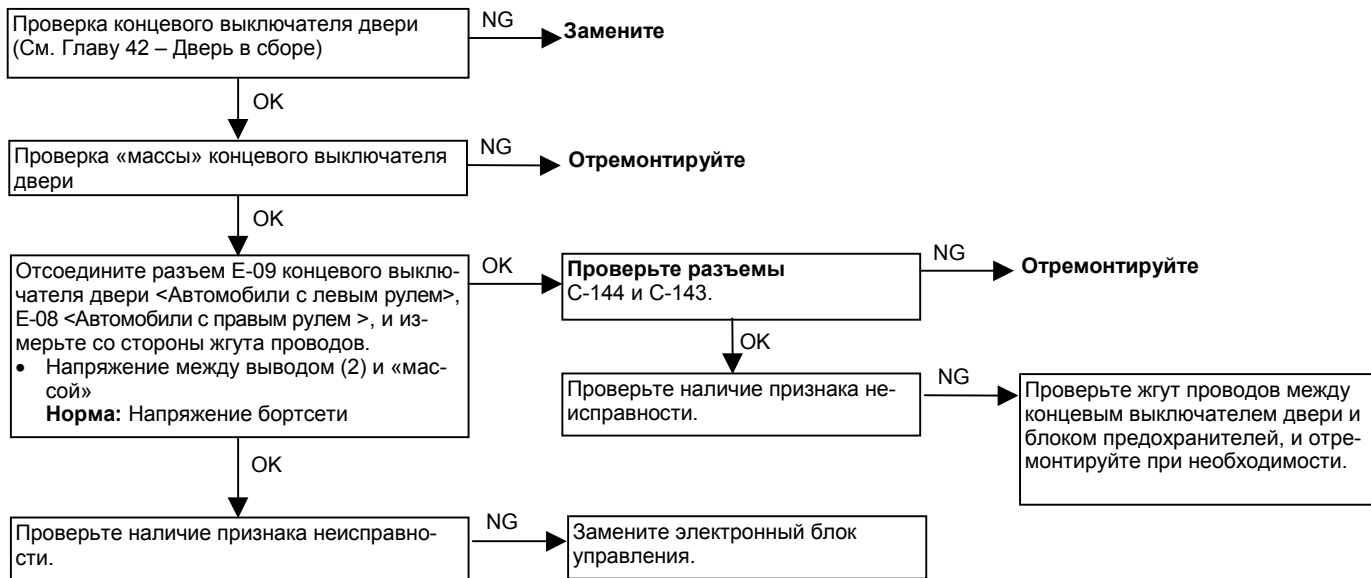 Проверка концевого выключателя двери
(См. Главу 42 – Дверь в сборе)
NG
Замените
OK
Проверка «массы» концевого выключателя
двери
NG
Отремонтируйте
OK
Отсоедините разъем E-09 концевого выклю-
чателя двери <Автомобили с левым рулем>,
E-08 <Автомобили с правым рулем >, и из-
мерьте со стороны жгута проводов.
• Напряжение между выводом (2) и «мас-
сой»
Норма: Напряжение бортсети
OK
Проверьте разъемы
C-144 и C-143.
NG
Отремонтируйте
OK
Проверьте наличие признака не-
исправности.
NG
Проверьте жгут проводов между
концевым выключателем двери и
блоком предохранителей, и отре-
монтируйте при необходимости.
OK
Проверьте наличие признака неисправно-
сти.
NG
Замените электронный блок
управления.